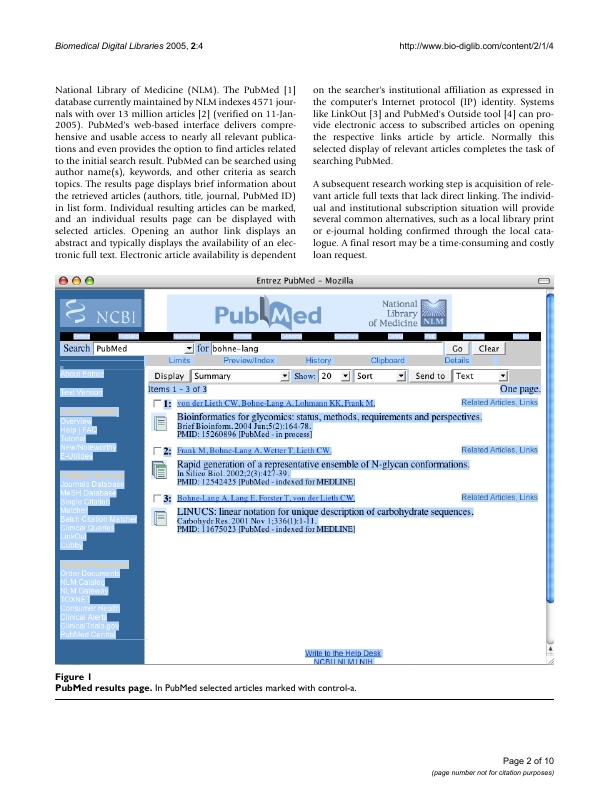 Biomedical Digital Libraries 2005, 2:4
http://www.bio-diglib.com/content/2/1/4
National Library of Medicine (NLM). The PubMed [1]
database currently maintained by NLM indexes 4571 jour-
nals with over 13 million articles [2] (verified on 11-Jan-
2005). PubMed's web-based interface delivers compre-
hensive and usable access to nearly all relevant publica-
tions and even provides the option to find articles related
to the initial search result. PubMed can be searched using
author name(s), keywords, and other criteria as search
topics. The results page displays brief information about
the retrieved articles (authors, title, journal, PubMed ID)
in list form. Individual resulting articles can be marked,
and an individual results page can be displayed with
selected articles. Opening an author link displays an
abstract and typically displays the availability of an elec-
tronic full text. Electronic article availability is dependent
on the searcher's institutional affiliation as expressed in
the computer's Internet protocol (IP) identity. Systems
like LinkOut [3] and PubMed's Outside tool [4] can pro-
vide electronic access to subscribed articles on opening
the respective links article by article. Normally this
selected display of relevant articles completes the task of
searching PubMed.
A subsequent research working step is acquisition of rele-
vant article full texts that lack direct linking. The individ-
ual and institutional subscription situation will provide
several common alternatives, such as a local library print
or e-journal holding confirmed through the local cata-
logue. A final resort may be a time-consuming and costly
loan request.
Entrez PubMed - Mozilla
NCBI
PubMed
National
Library
of Medicine NLM
Search PubMed for bohne-lang Go Clear
Limits Preview/Index History Clipboard Details
Display Summary Show: 20 Sort Send to Text
Items 1 - 3 of 3 One page.
About Entrez
Text Version
Overview
Help | FAQ
Tutorial
New/Noteworthy
E-Utilities
Journals Database
MeSH Database
Single Citation
Matcher
Batch Citation Matcher
Clinical Queries
LinkOut
Cubby
Order Documents
NLM Catalog
NLM Gateway
TOXNET
Consumer Health
Clinical Alerts
ClinicalTrials.gov
PubMed Central
1: von der Lieth CW, Bohne-Lang A, Lohmann KK, Frank M. Related Articles, Links
Bioinformatics for glycomics: status, methods, requirements and perspectives.
Brief Bioinform. 2004 Jun;5(2):164-78.
PMID: 15260896 [PubMed - in process]
2: Frank M, Bohne-Lang A, Wetter T, Lieth CW. Related Articles, Links
Rapid generation of a representative ensemble of N-glycan conformations.
In Silico Biol. 2002;2(3):427-39.
PMID: 12542425 [PubMed - indexed for MEDLINE]
3: Bohne-Lang A, Lang E, Forster T, von der Lieth CW. Related Articles, Links
LINUCS: linear notation for unique description of carbohydrate sequences.
Carbohydr Res. 2001 Nov 1;336(1):1-11.
PMID: 11675023 [PubMed - indexed for MEDLINE]
Write to the Help Desk
NCBI | NLM | NIH
Figure 1
PubMed results page. In PubMed selected articles marked with control-a.
Page 2 of 10
(page number not for citation purposes)